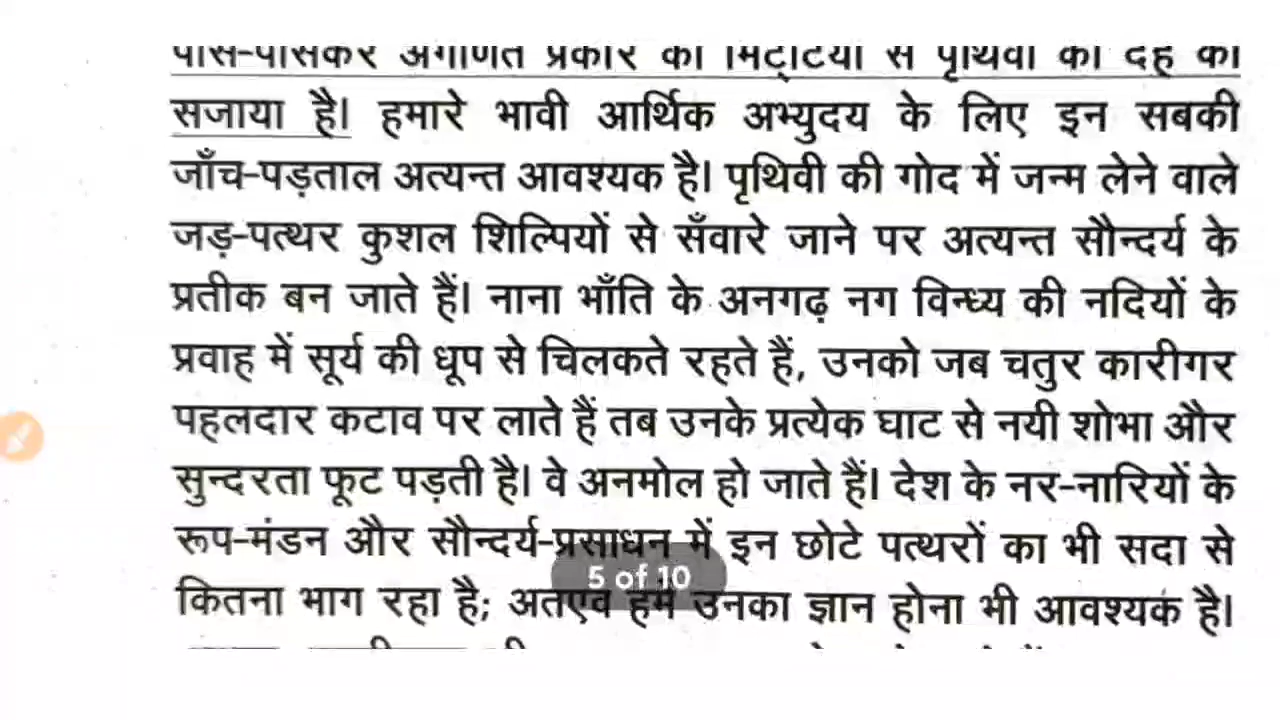 पीस-पीसकर अगणित प्रकार की मिट्टियों से पृथिवी की देह को
सजाया है। हमारे भावी आर्थिक अभ्युदय के लिए इन सबकी
जाँच-पड़ताल अत्यन्त आवश्यक है। पृथिवी की गोद में जन्म लेने वाले
जड़-पत्थर कुशल शिल्पियों से सँवारे जाने पर अत्यन्त सौन्दर्य के
प्रतीक बन जाते हैं। नाना भाँति के अनगढ़ नग विन्ध्य की नदियों के
प्रवाह में सूर्य की धूप से चिलकते रहते हैं, उनको जब चतुर कारीगर
पहलदार कटाव पर लाते हैं तब उनके प्रत्येक घाट से नयी शोभा और
सुन्दरता फूट पड़ती है। वे अनमोल हो जाते हैं। देश के नर-नारियों के
रूप-मंडन और सौन्दर्य-प्रसाधन में इन छोटे पत्थरों का भी सदा से
5 of 10
कितना भाग रहा है; अतएव हमें उनका ज्ञान होना भी आवश्यक है।